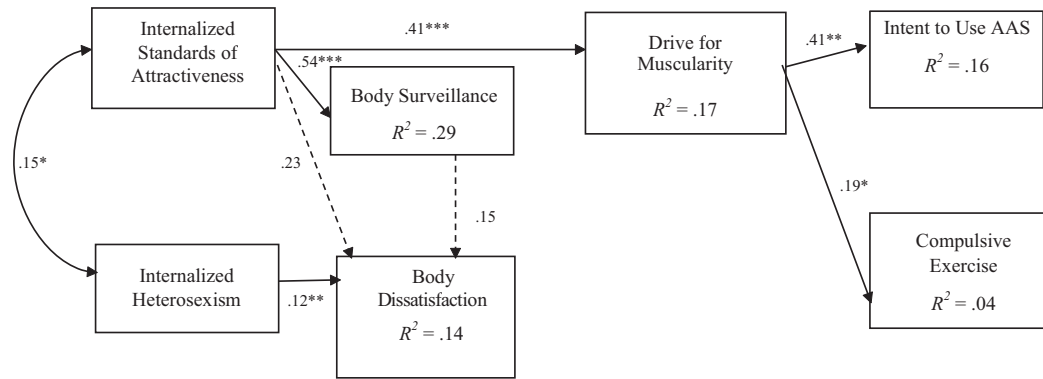 Internalized
Standards of
Attractiveness
.41***
.54***
Body Surveillance
R² = .29
Drive for
Muscularity
R² = .17
.41**
Intent to Use AAS
R² = .16
.15*
.23
.15
.19*
Internalized
Heterosexism
.12**
Body
Dissatisfaction
R² = .14
Compulsive
Exercise
R² = .04